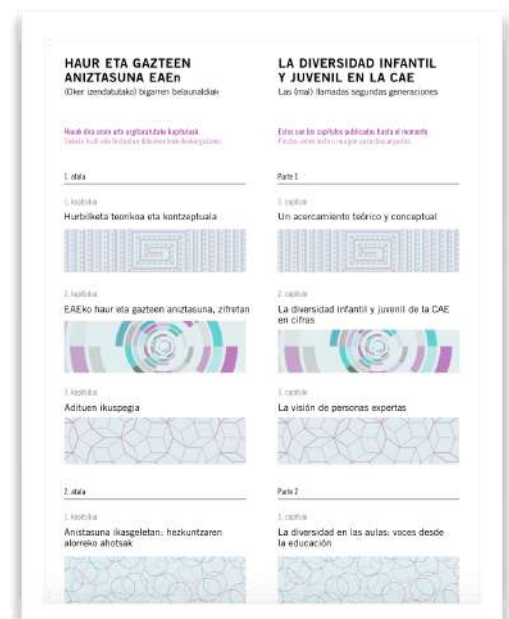 HAUR ETA GAZTEEN
ANIZTASUNA EAEn
(Oker izendatutako) bigarren belaunaldiak
Hauek dira orain arte argitaratutako kapituluak
1. atala
1. kapitulua
Hurbilketa teorikoa eta kontzeptuala
2. kapitulua
EAEko haur eta gazteen aniztasuna, zifretan
3. kapitulua
Adituen ikuspegia
2. atala
1. kapitulua
Anistasuna ikasgeletan: hezkuntzaren
alorreko ahotsak
LA DIVERSIDAD INFANTIL
Y JUVENIL EN LA CAE
Las (mal) llamadas segundas generaciones
Estos son los capítulos publicados hasta el momento
Parte 1
1. capítulo
Un acercamiento teórico y conceptual
2. capítulo
La diversidad infantil y juvenil de la CAE
en cifras
3. capítulo
La visión de personas expertas
Parte 2
1. capítulo
La diversidad en las aulas: voces desde
la educación